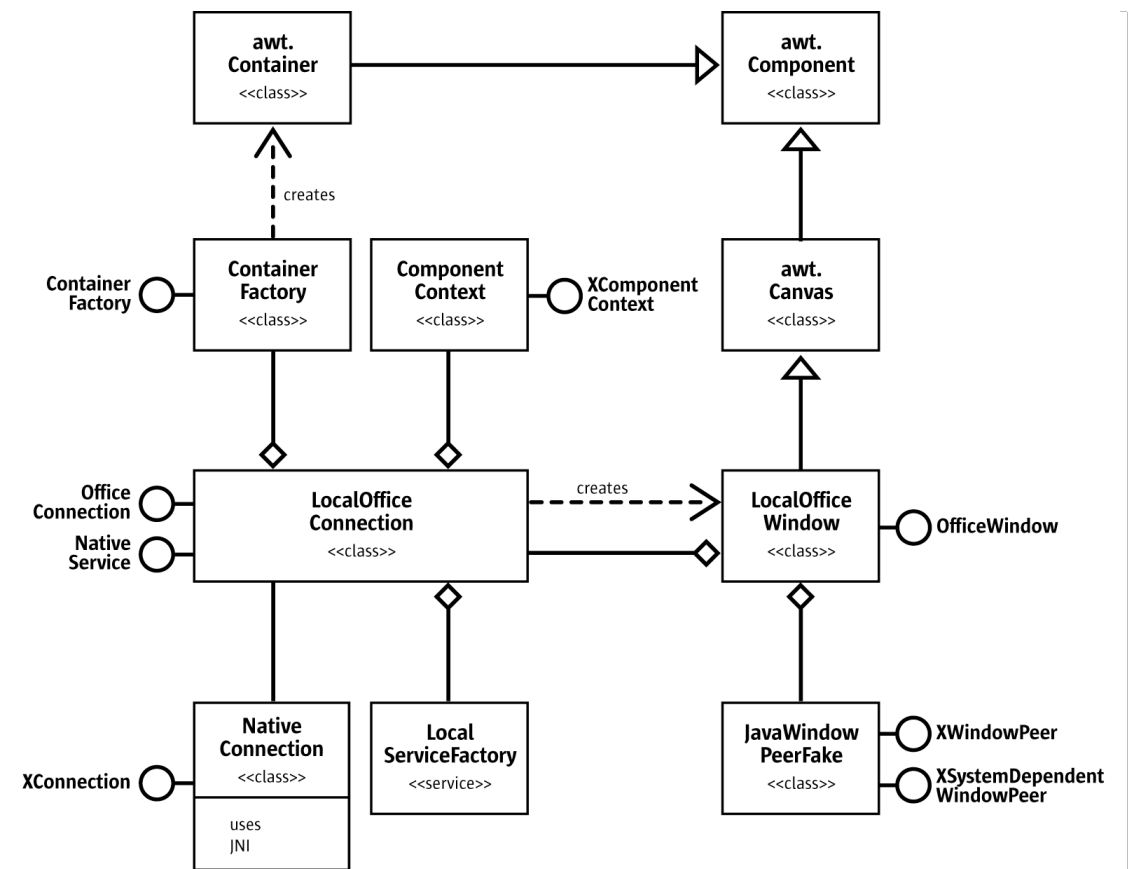 awt.
Container
<<class>>
awt.
Component
<<class>>
creates
Container
Factory
Container
Factory
<<class>>
Component
Context
<<class>>
XComponent
Context
awt.
Canvas
<<class>>
Office
Connection
Native
Service
LocalOffice
Connection
<<class>>
creates
LocalOffice
Window
<<class>>
OfficeWindow
XConnection
Native
Connection
<<class>>
uses
JNI
Local
ServiceFactory
<<service>>
JavaWindow
PeerFake
<<class>>
XWindowPeer
XSystemDependent
WindowPeer